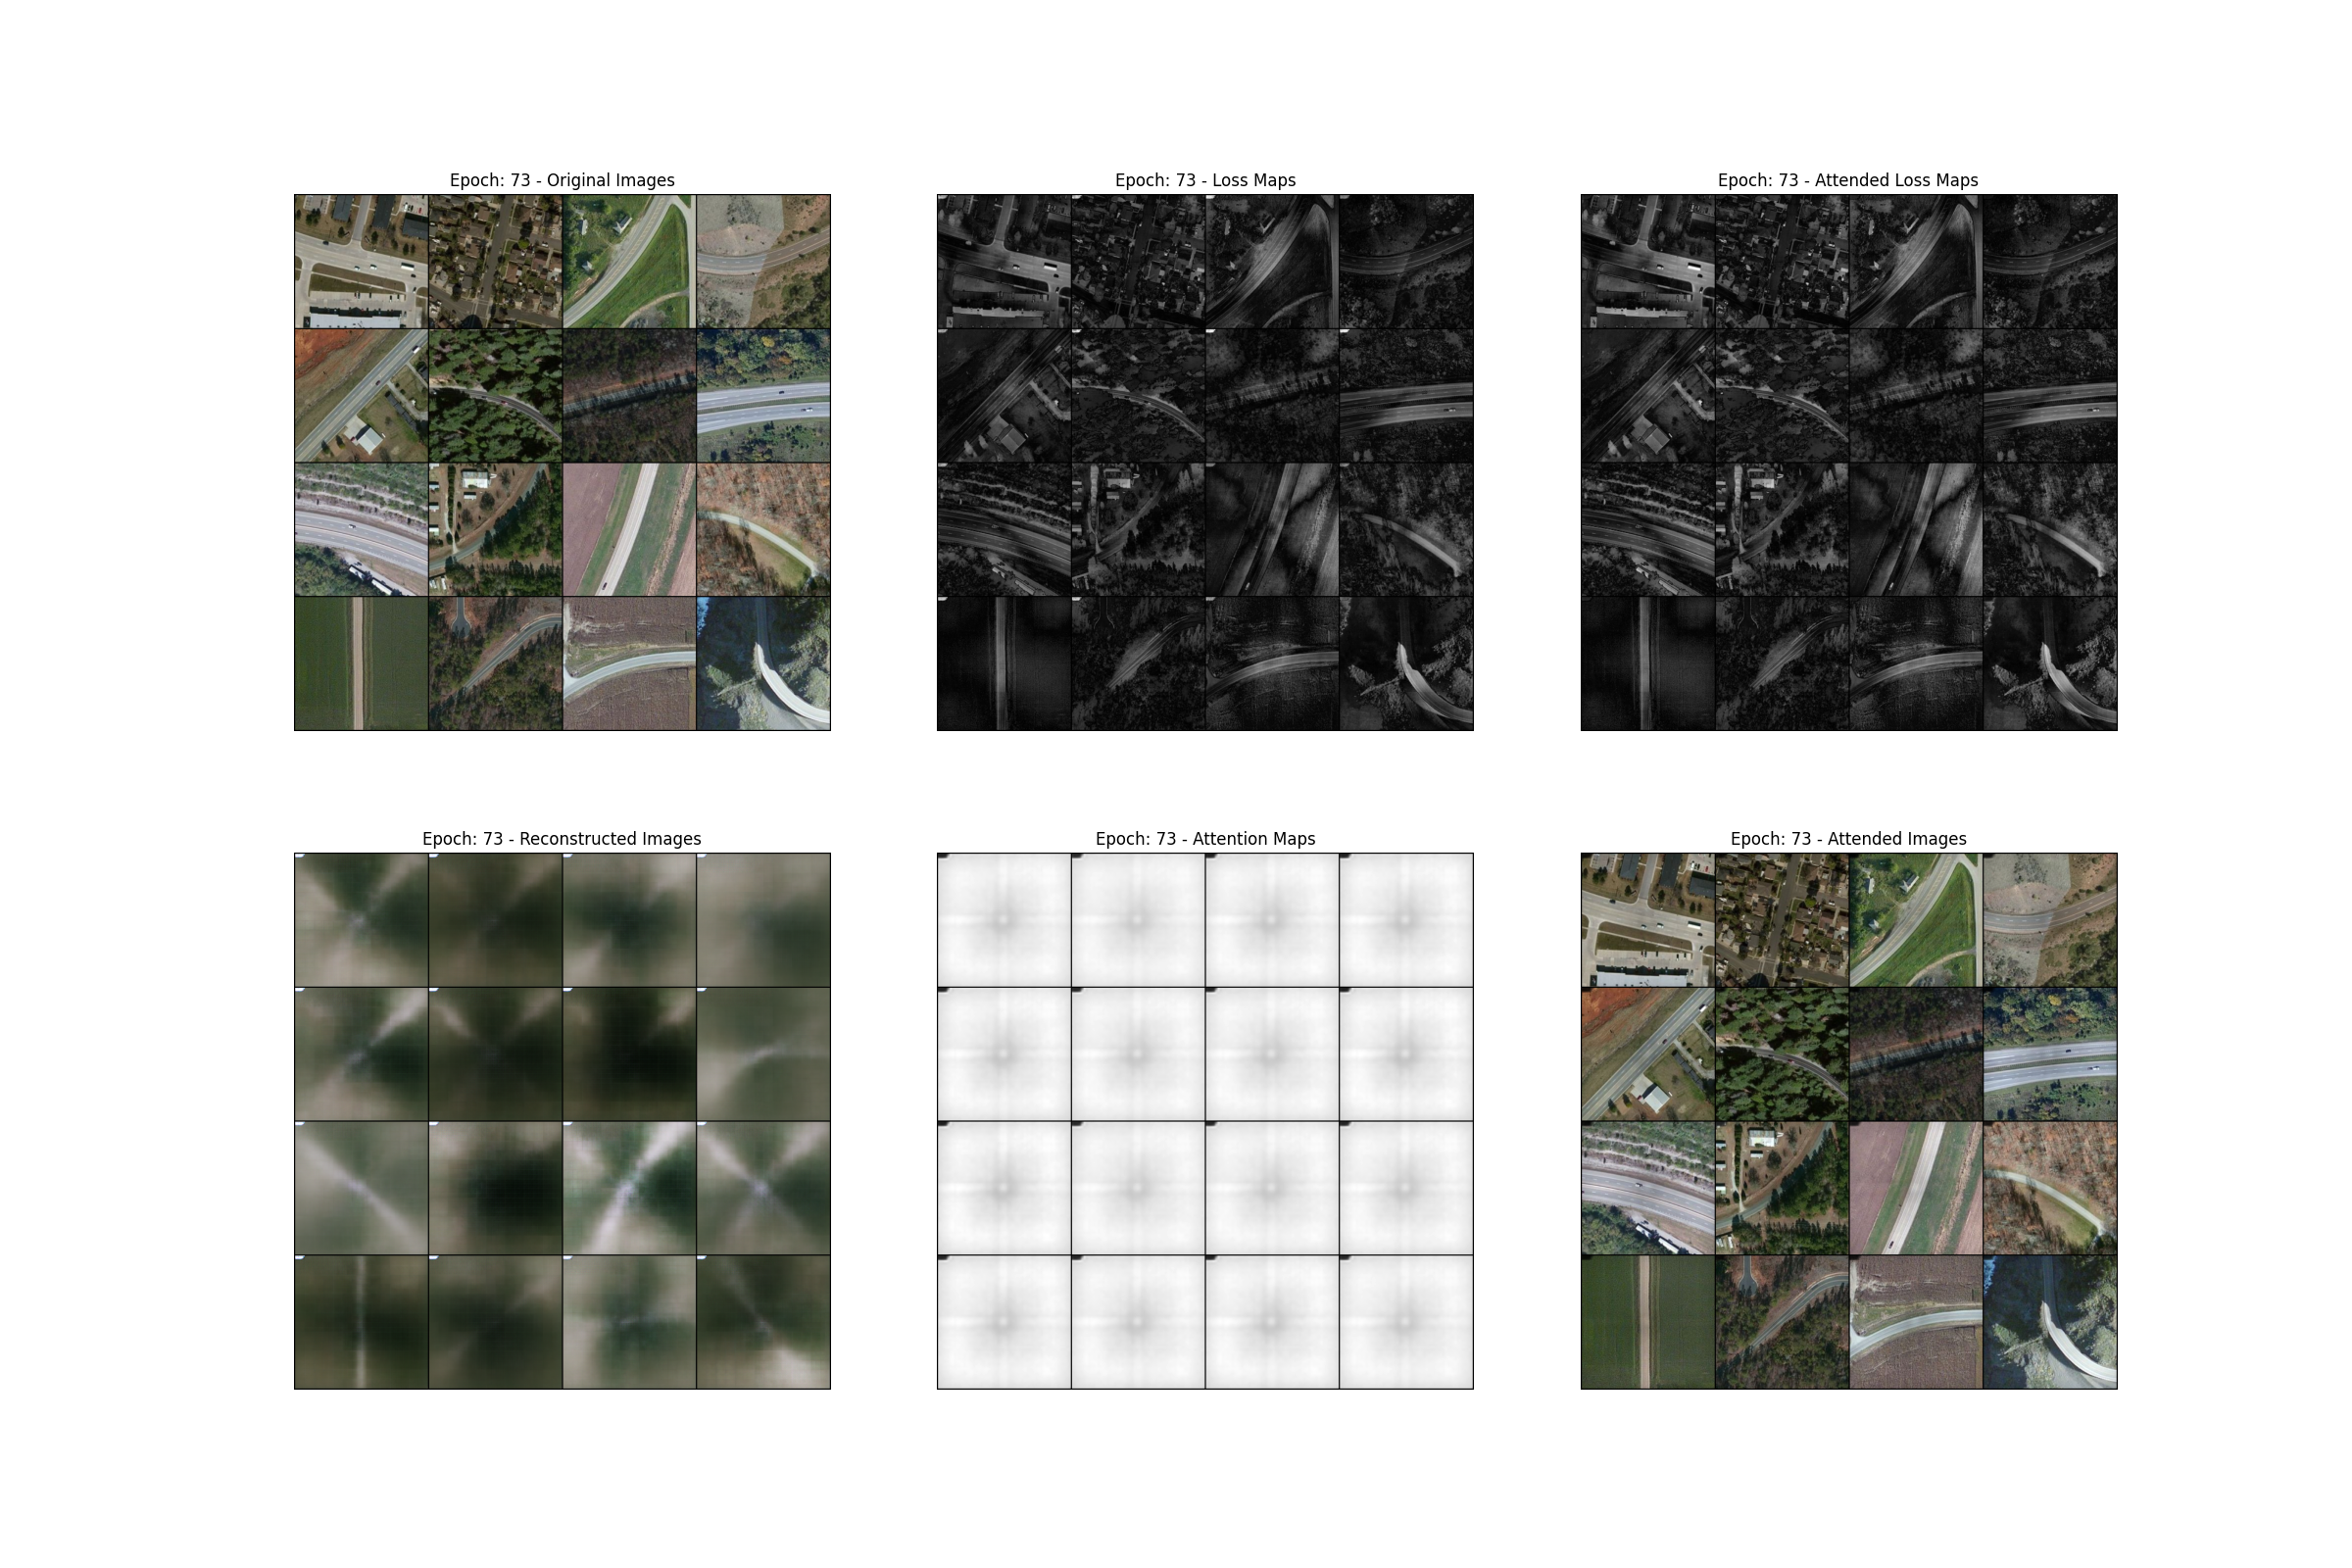 Epoch: 73 - Original Images
Epoch: 73 - Loss Maps
Epoch: 73 - Attended Loss Maps
Epoch: 73 - Reconstructed Images
Epoch: 73 - Attention Maps
Epoch: 73 - Attended Images